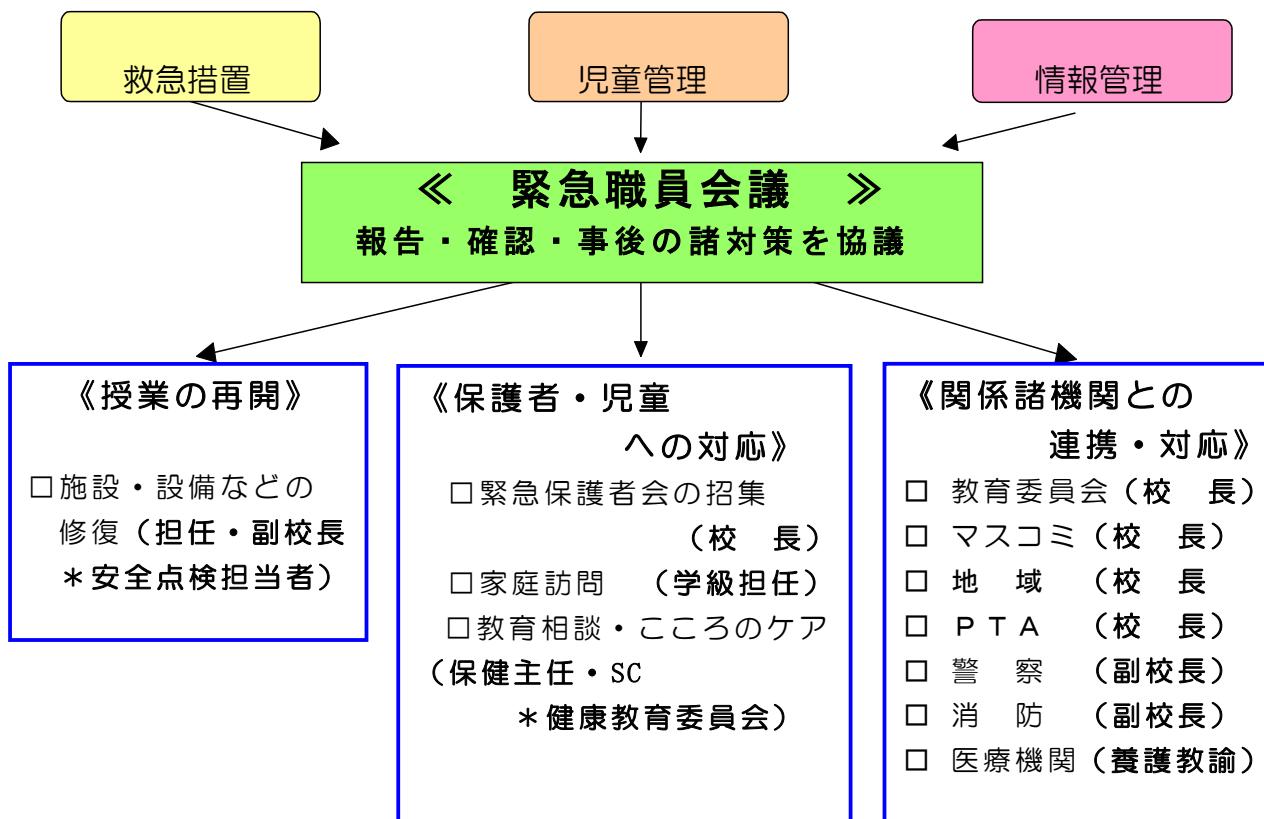 救急措置
児童管理
情報管理
≪　緊急職員会議　≫
報告・確認・事後の諸対策を協議
《授業の再開》
□施設・設備などの
修復（担任・副校長
＊安全点検担当者）
《保護者・児童
への対応》
□緊急保護者会の招集
（校　長）
□家庭訪問　（学級担任）
□教育相談・こころのケア
（保健主任・SC
＊健康教育委員会）
《関係諸機関との
連携・対応》
□ 教育委員会（校　長）
□ マスコミ（校　長）
□ 地　域　（校　長
□ ＰＴＡ　（校　長）
□ 警　察　（副校長）
□ 消　防　（副校長）
□ 医療機関（養護教諭）